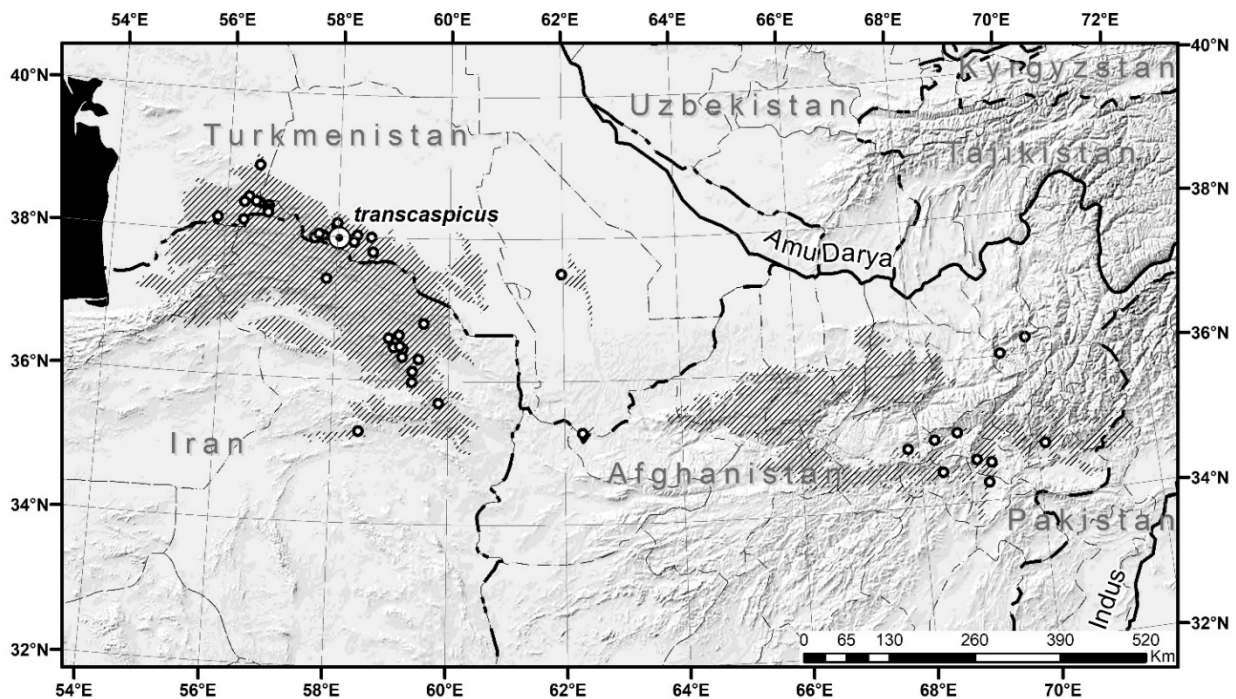 54°E 56°E 58°E 60°E 62°E 64°E 66°E 68°E 70°E 72°E
40°N 40°N
Kyrgyzstan
Uzbekistan
Turkmenistan
Tajikistan
38°N 38°N
transcaspicus
Amu Darya
36°N 36°N
Iran
Afghanistan
34°N 34°N
Pakistan
Indus
32°N 32°N
0 65 130 260 390 520
Km
54°E 56°E 58°E 60°E 62°E 64°E 66°E 68°E 70°E